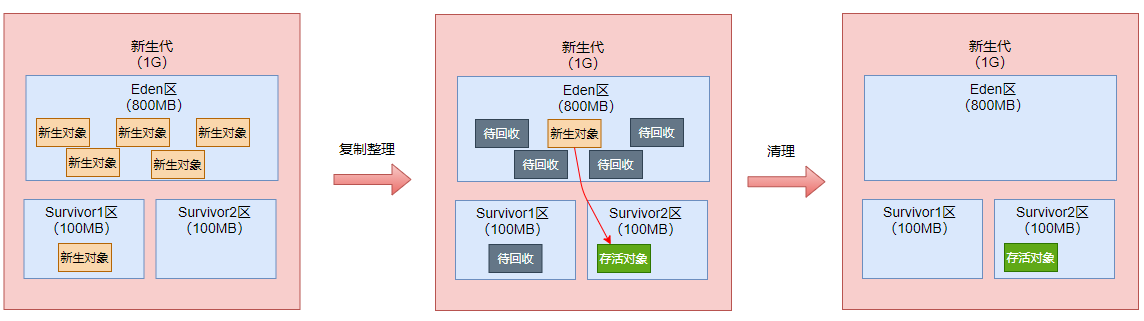 新生代
（1G）
Eden区
（800MB）
新生对象
新生对象
新生对象
新生对象
新生对象
Survivor1区
（100MB）
新生对象
Survivor2区
（100MB）
复制整理
新生代
（1G）
Eden区
（800MB）
待回收
新生对象
待回收
待回收
待回收
Survivor1区
（100MB）
待回收
Survivor2区
（100MB）
存活对象
清理
新生代
（1G）
Eden区
（800MB）
Survivor1区
（100MB）
Survivor2区
（100MB）
存活对象